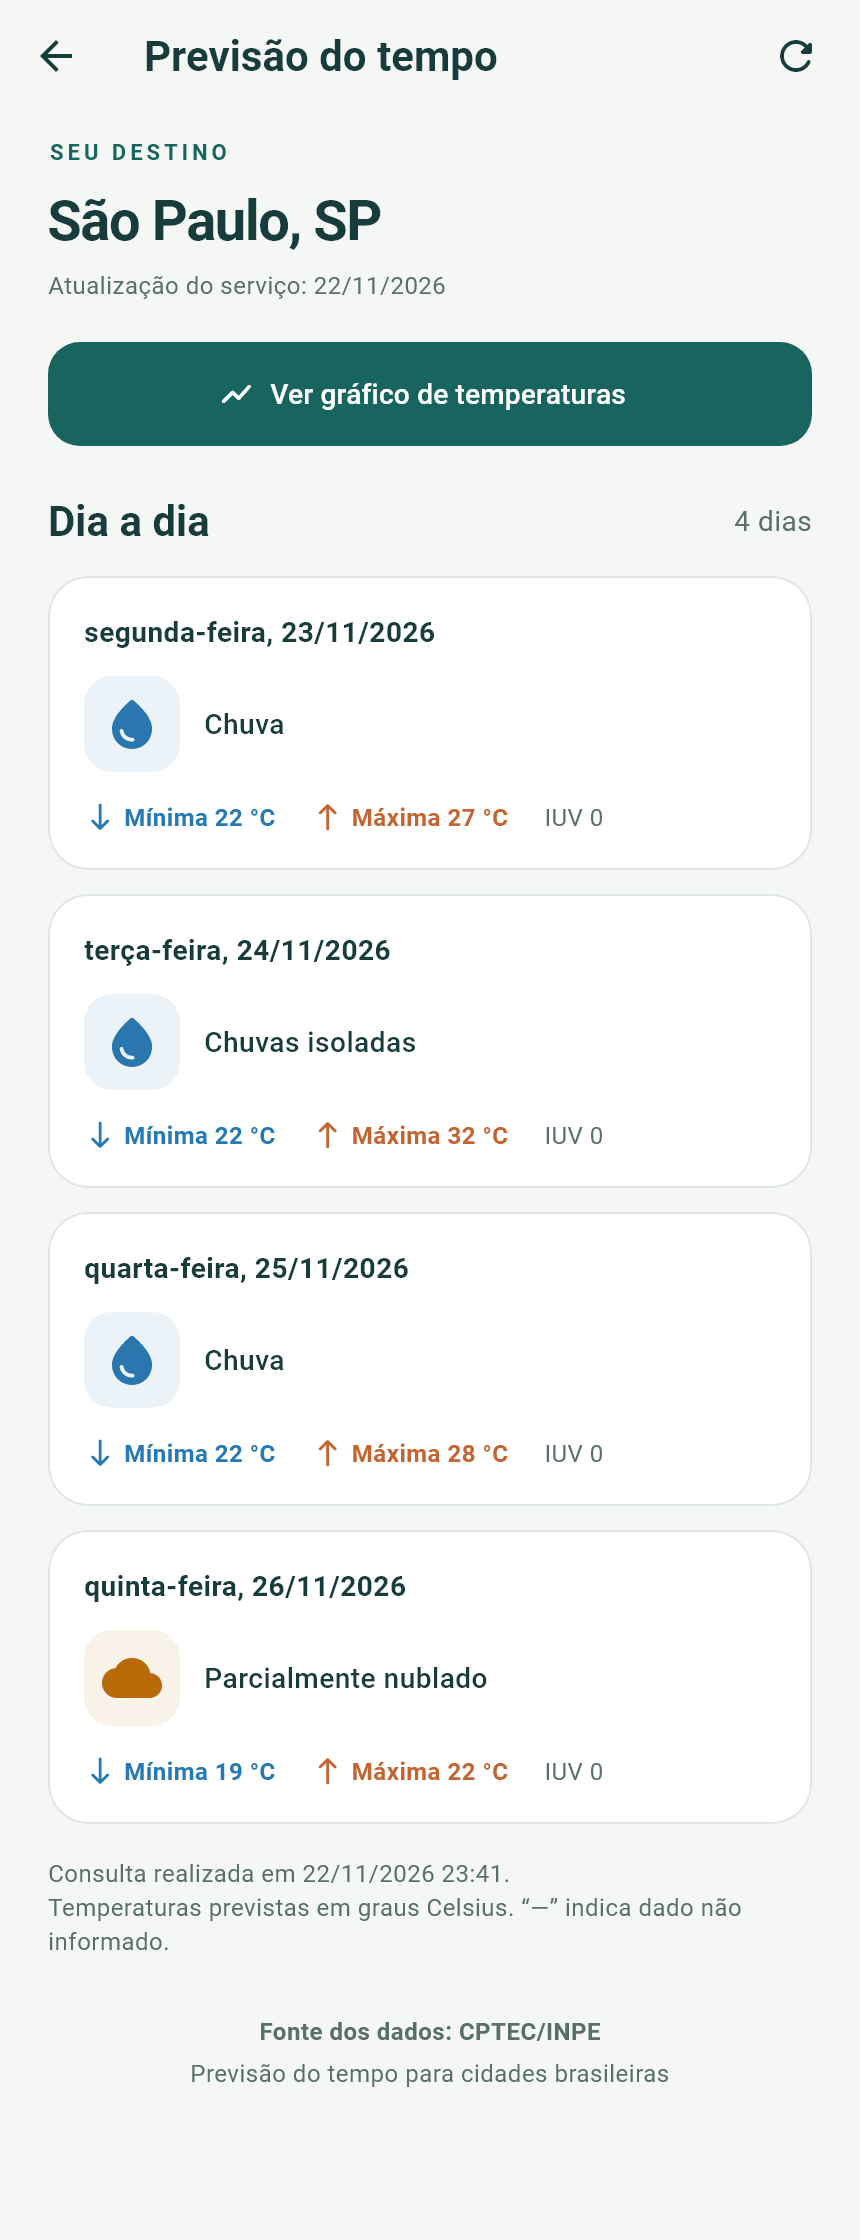 Previsão do tempo
SEU DESTINO
São Paulo, SP
Atualização do serviço: 22/11/2026
Ver gráfico de temperaturas
Dia a dia
4 dias
segunda-feira, 23/11/2026
Chuva
Mínima 22 °C Máxima 27 °C IUV 0
terça-feira, 24/11/2026
Chuvas isoladas
Mínima 22 °C Máxima 32 °C IUV 0
quarta-feira, 25/11/2026
Chuva
Mínima 22 °C Máxima 28 °C IUV 0
quinta-feira, 26/11/2026
Parcialmente nublado
Mínima 19 °C Máxima 22 °C IUV 0
Consulta realizada em 22/11/2026 23:41.
Temperaturas previstas em graus Celsius. “—” indica dado não
informado.
Fonte dos dados: CPTEC/INPE
Previsão do tempo para cidades brasileiras